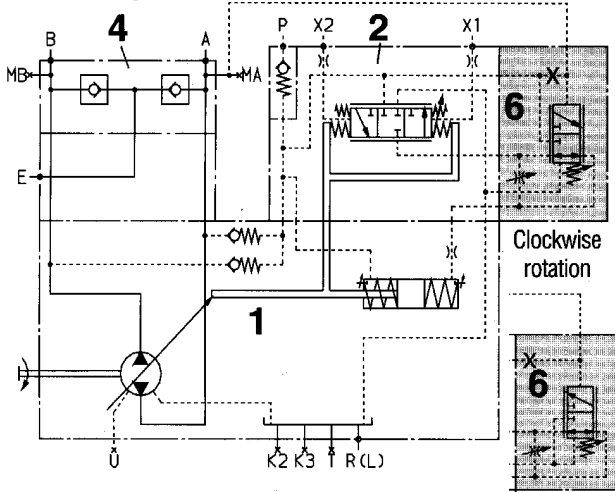 B 4 A P X2 2 X1
MB MA X
6
E
Clockwise
rotation
1
X 6
U K2 K3 T R(L)